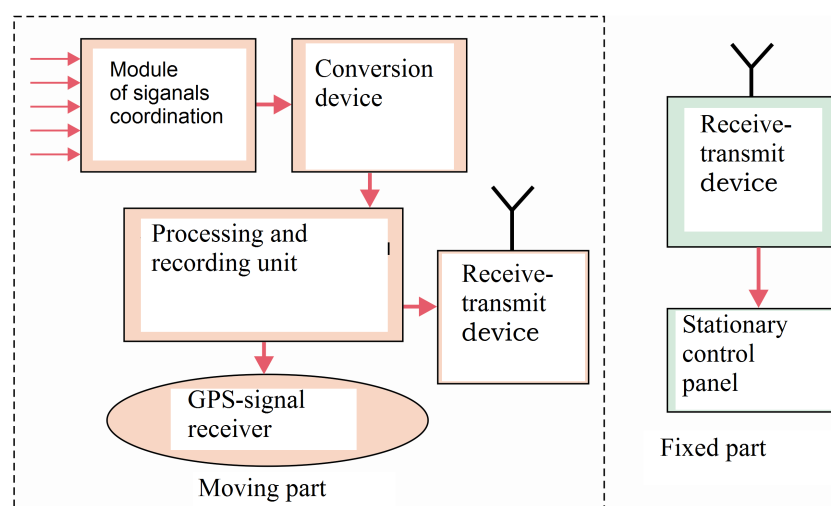 Module
of siganals
coordination
Conversion
device
Processing and
recording unit
Receive-
transmit
device
GPS-signal
receiver
Moving part
Receive-
transmit
device
Stationary
control
panel
Fixed part